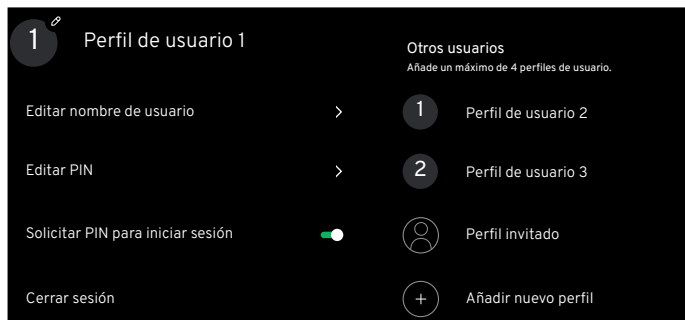 1
Perfil de usuario 1
Editar nombre de usuario
Editar PIN
Solicitar PIN para iniciar sesión
Cerrar sesión
Otros usuarios
Añade un máximo de 4 perfiles de usuario.
1
Perfil de usuario 2
2
Perfil de usuario 3
Perfil invitado
Añadir nuevo perfil